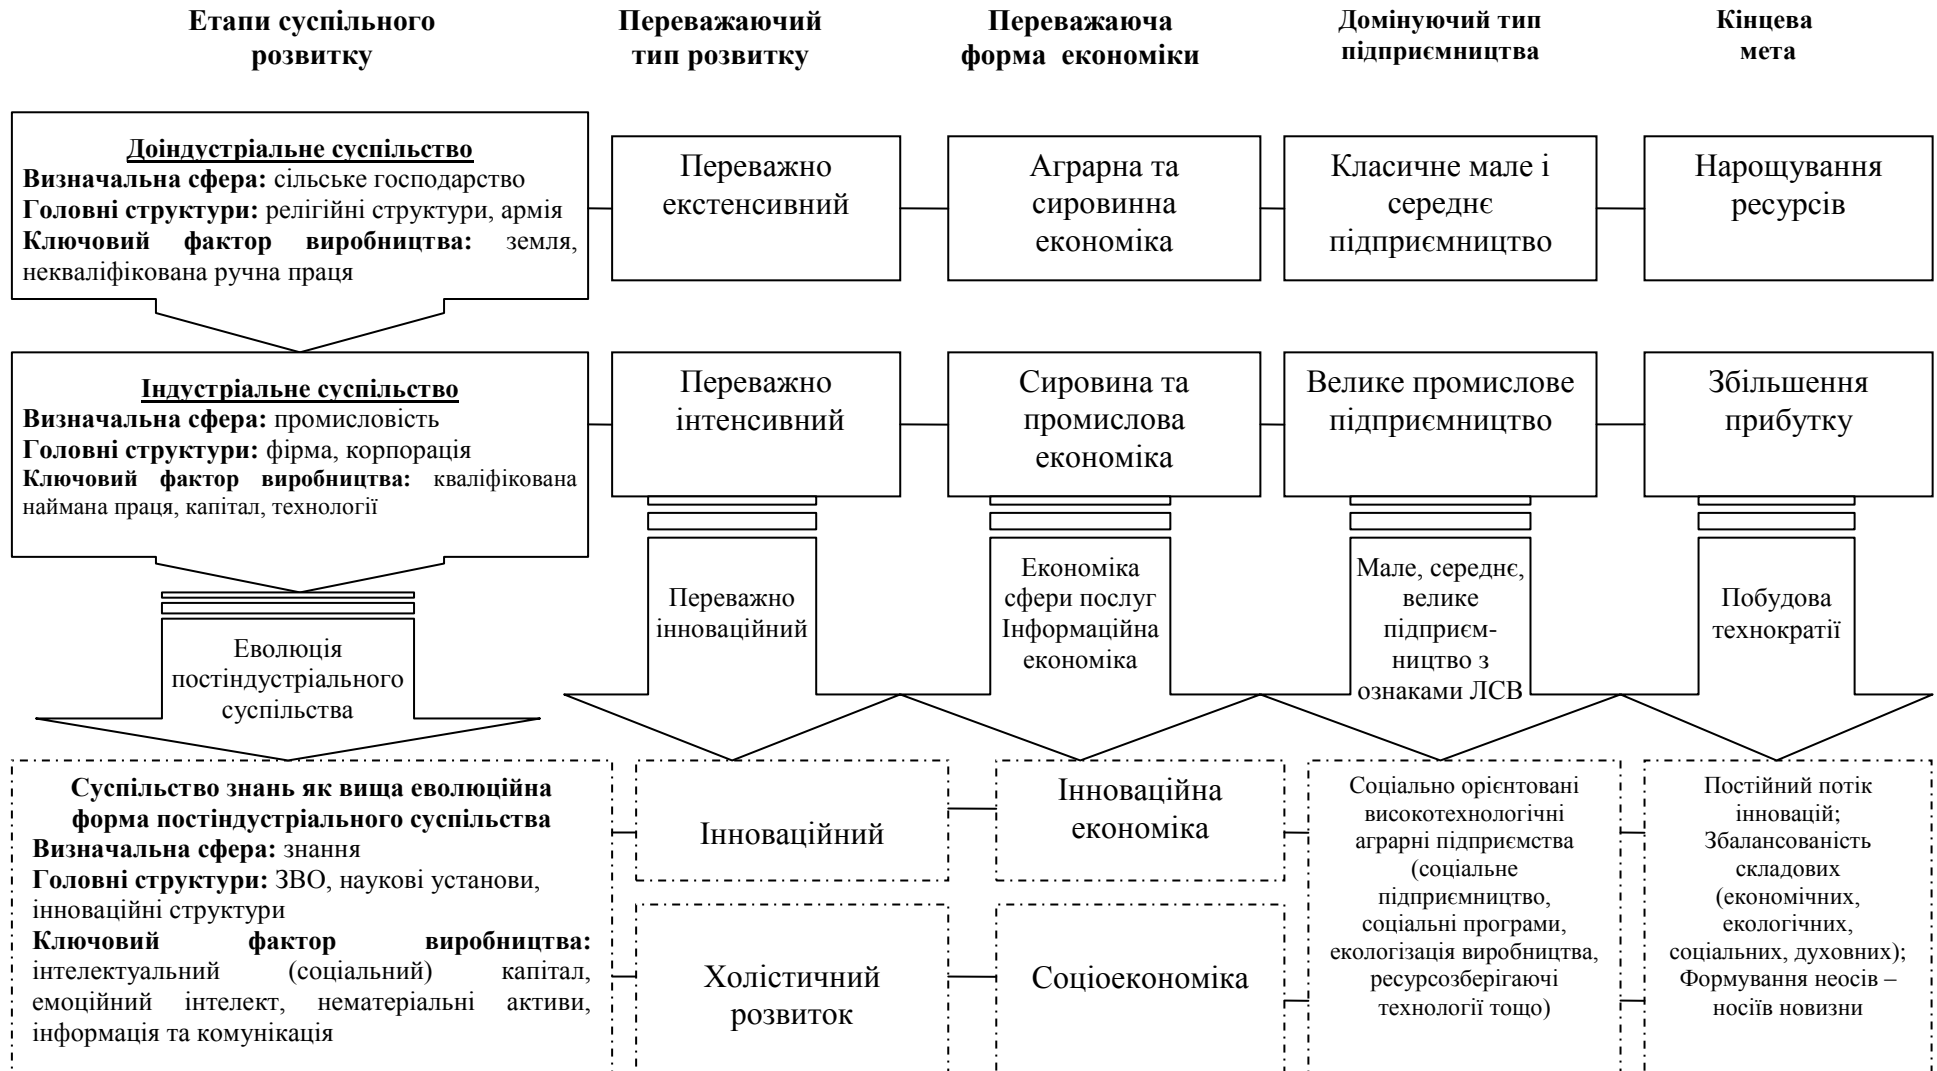 Етапи суспільного
розвитку
Переважаючий
тип розвитку
Переважаюча
форма економіки
Домінуючий тип
підприємництва
Кінцева
мета
Доіндустріальне суспільство
Визначальна сфера: сільське господарство
Головні структури: релігійні структури, армія
Ключовий фактор виробництва: земля,
некваліфікована ручна праця
Переважно
екстенсивний
Аграрна та
сировинна
економіка
Класичне мале і
середнє
підприємництво
Нарощування
ресурсів
Індустріальне суспільство
Визначальна сфера: промисловість
Головні структури: фірма, корпорація
Ключовий фактор виробництва: кваліфікована
наймана праця, капітал, технології
Переважно
інтенсивний
Сировина та
промислова
економіка
Велике промислове
підприємництво
Збільшення
прибутку
Еволюція
постіндустріального
суспільства
Переважно
інноваційний
Економіка
сфери послуг
Інформаційна
економіка
Мале, середнє,
велике
підприєм-
ництво з
ознаками ЛСВ
Побудова
технократії
Суспільство знань як вища еволюційна
форма постіндустріального суспільства
Визначальна сфера: знання
Головні структури: ЗВО, наукові установи,
інноваційні структури
Ключовий фактор виробництва:
інтелектуальний (соціальний) капітал,
емоційний інтелект, нематеріальні активи,
інформація та комунікація
Інноваційний
Інноваційна
економіка
Холістичний
розвиток
Соціоекономіка
Соціально орієнтовані
високотехнологічні
аграрні підприємства
(соціальне
підприємництво,
соціальні програми,
екологізація виробництва,
ресурсозберігаючі
технології тощо)
Постійний потік
інновацій;
Збалансованість
складових
(економічних,
екологічних,
соціальних, духовних);
Формування неосів –
носіїв новизни